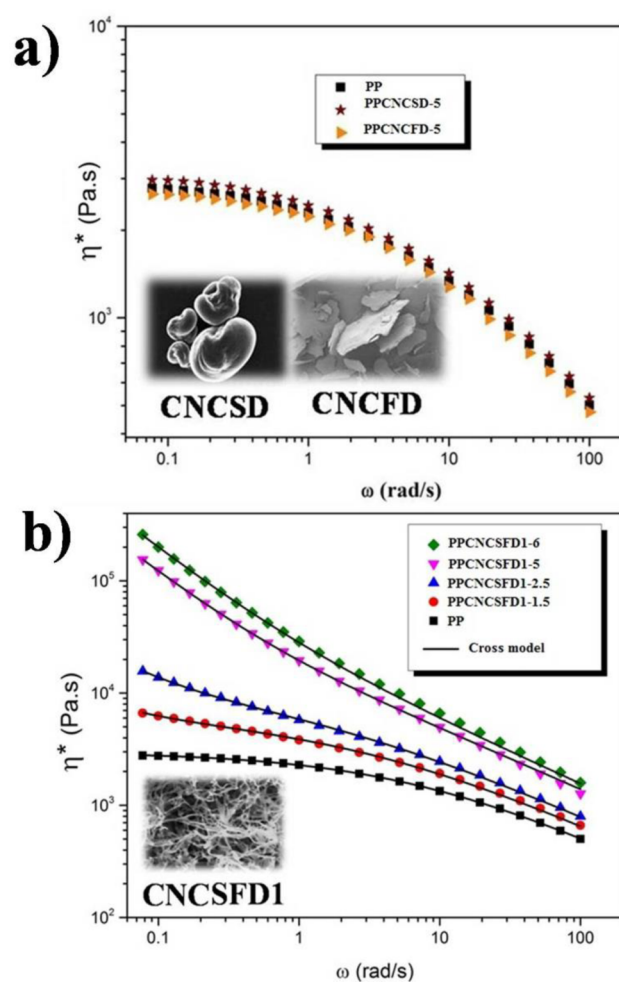 a)
10⁴
PP
PPCNCSD-5
PPCNCFD-5
η* (Pa.s)
10³
CNCSD
CNCFD
0.1
1
10
100
ω (rad/s)
b)
PPCNCSFD1-6
PPCNCSFD1-5
PPCNCSFD1-2.5
PPCNCSFD1-1.5
PP
Cross model
10⁵
10⁴
η* (Pa.s)
10³
CNCSFD1
10²
0.1
1
10
100
ω (rad/s)